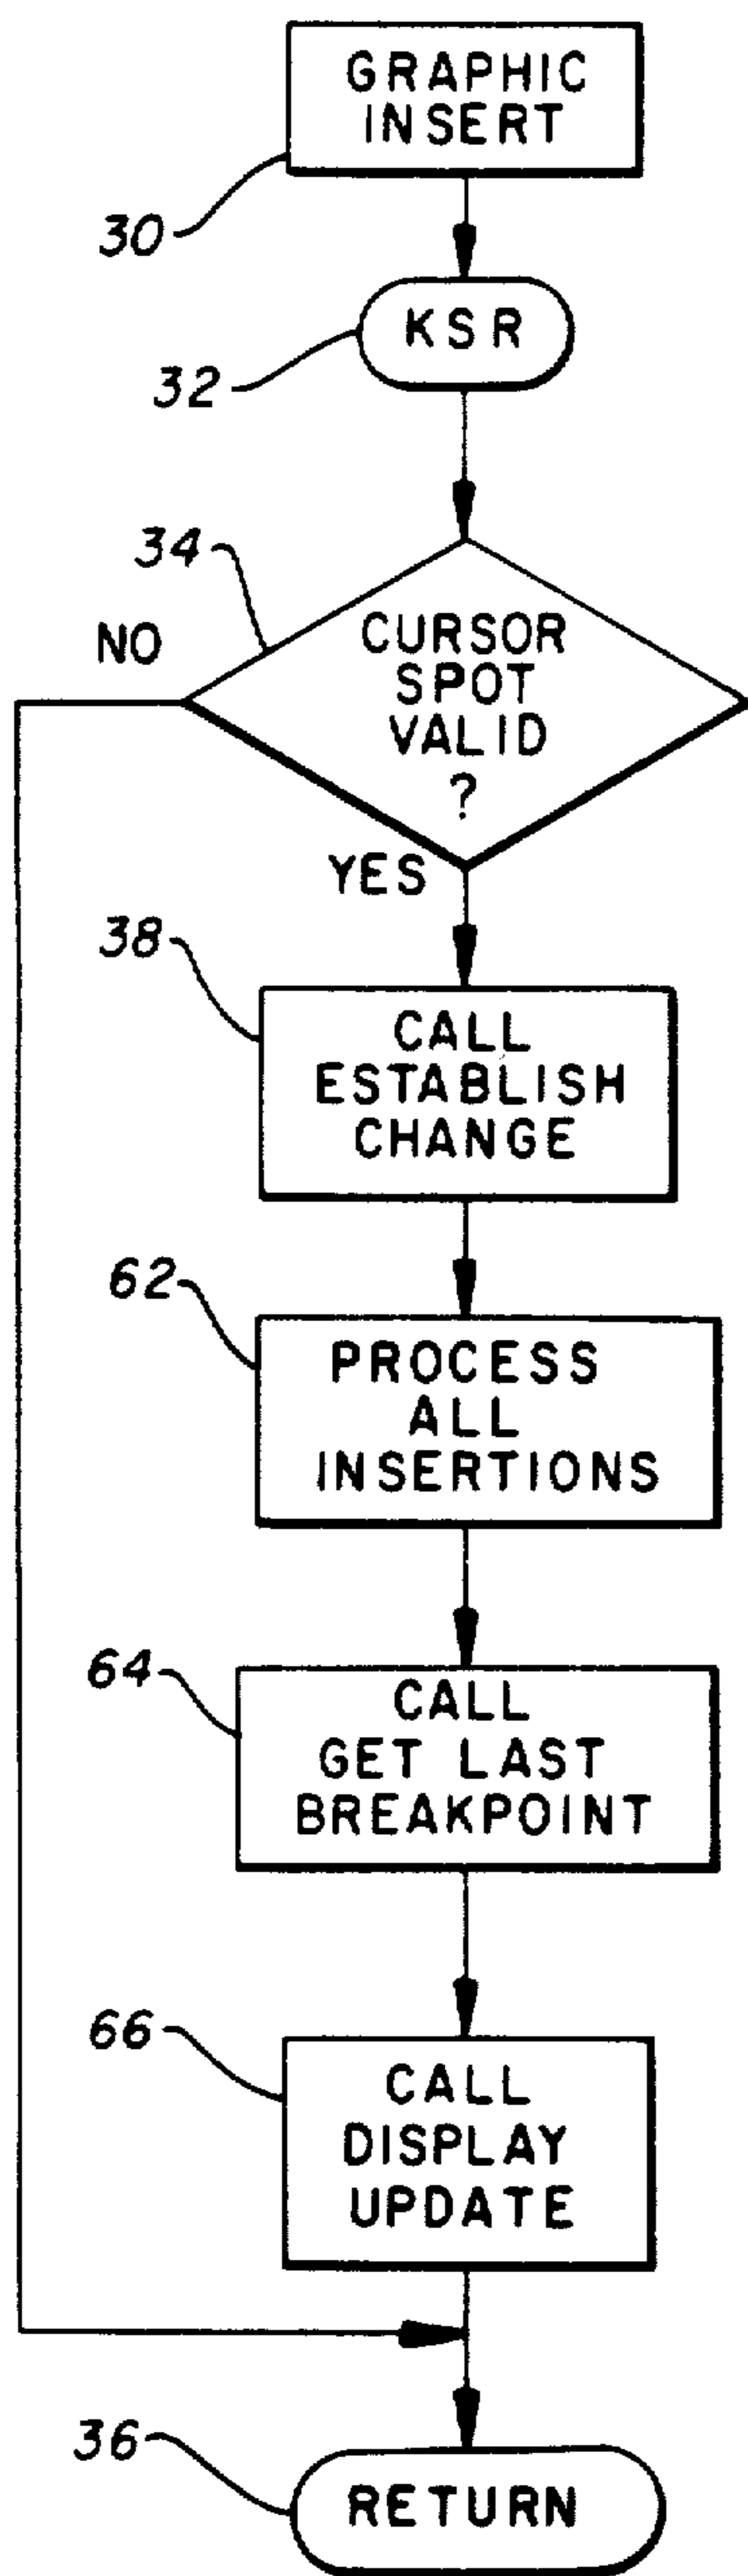 GRAPHIC
INSERT
30
KSR
32
34
NO
CURSOR
SPOT
VALID
?
YES
38
CALL
ESTABLISH
CHANGE
62
PROCESS
ALL
INSERTIONS
64
CALL
GET LAST
BREAKPOINT
66
CALL
DISPLAY
UPDATE
36
RETURN